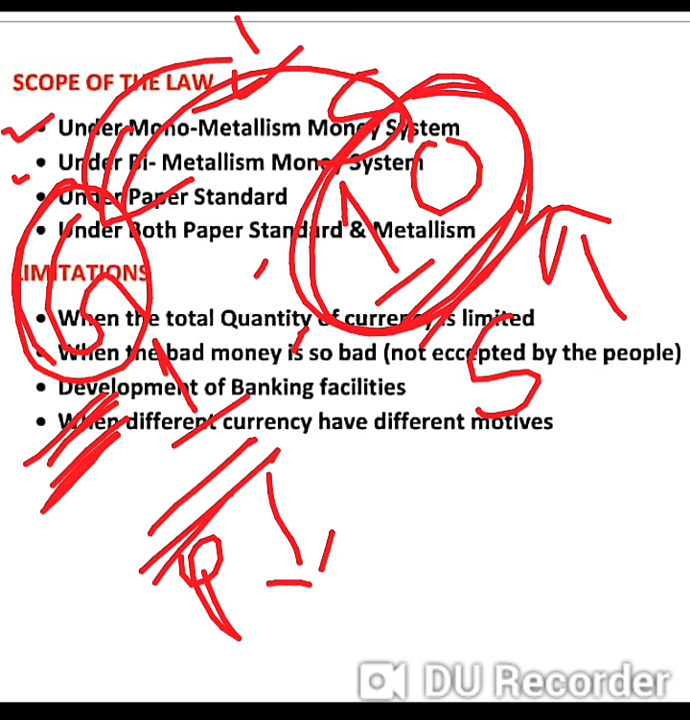 SCOPE OF THE LAW
• Under Mono-Metallism Money System
• Under Bi- Metallism Money System
• Under Paper Standard
• Under Both Paper Standard & Metallism
LIMITATIONS
• When the total Quantity of currency is limited
• When the bad money is so bad (not eccepted by the people)
• Development of Banking facilities
• When different currency have different motives
DU Recorder